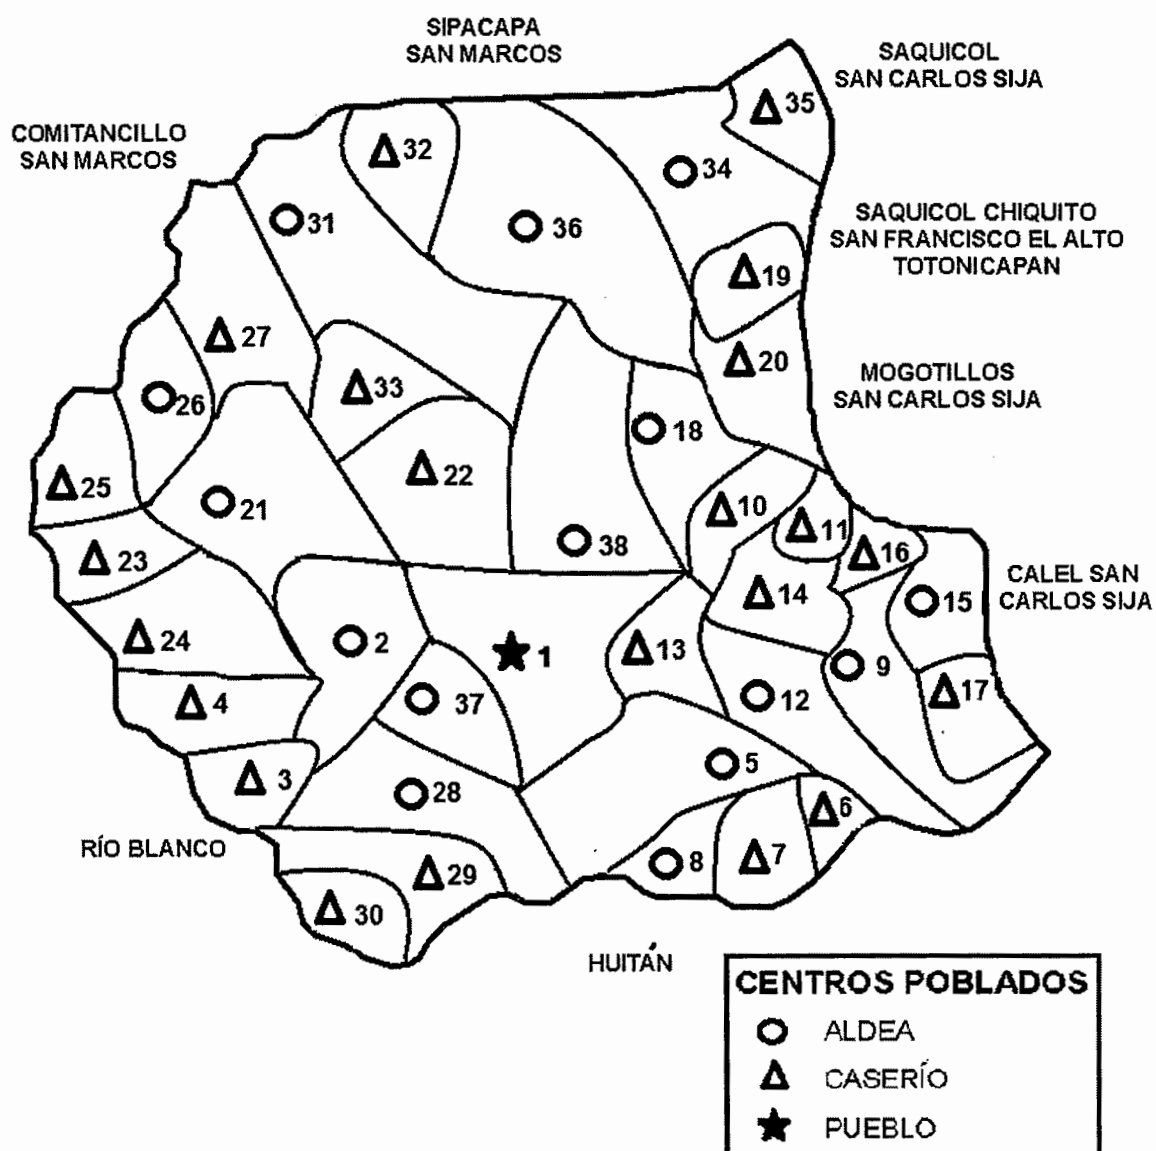 SIPACAPA
SAN MARCOS
SAQUICOL
SAN CARLOS SIJA
COMITANCILLO
SAN MARCOS
35
32
34
31
36
SAQUICOL CHIQUITO
SAN FRANCISCO EL ALTO
TOTONICAPAN
19
27
20
33
26
MOGOTILLOS
SAN CARLOS SIJA
18
22
25
21
10
11
38
16
23
14
15
CALEL SAN
CARLOS SIJA
24
2
1
13
9
4
37
12
17
3
28
5
6
RÍO BLANCO
29
8
7
30
HUITÁN
CENTROS POBLADOS
ALDEA
CASERÍO
PUEBLO